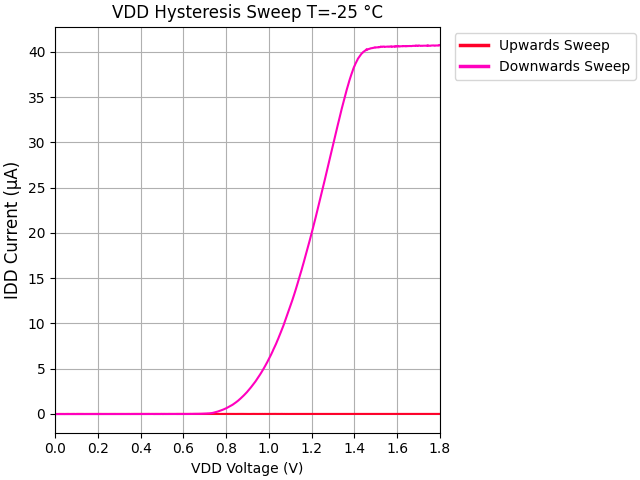 VDD Hysteresis Sweep T=-25 °C
Upwards Sweep
Downwards Sweep
IDD Current (μA)
40
35
30
25
20
15
10
5
0
0.0 0.2 0.4 0.6 0.8 1.0 1.2 1.4 1.6 1.8
VDD Voltage (V)